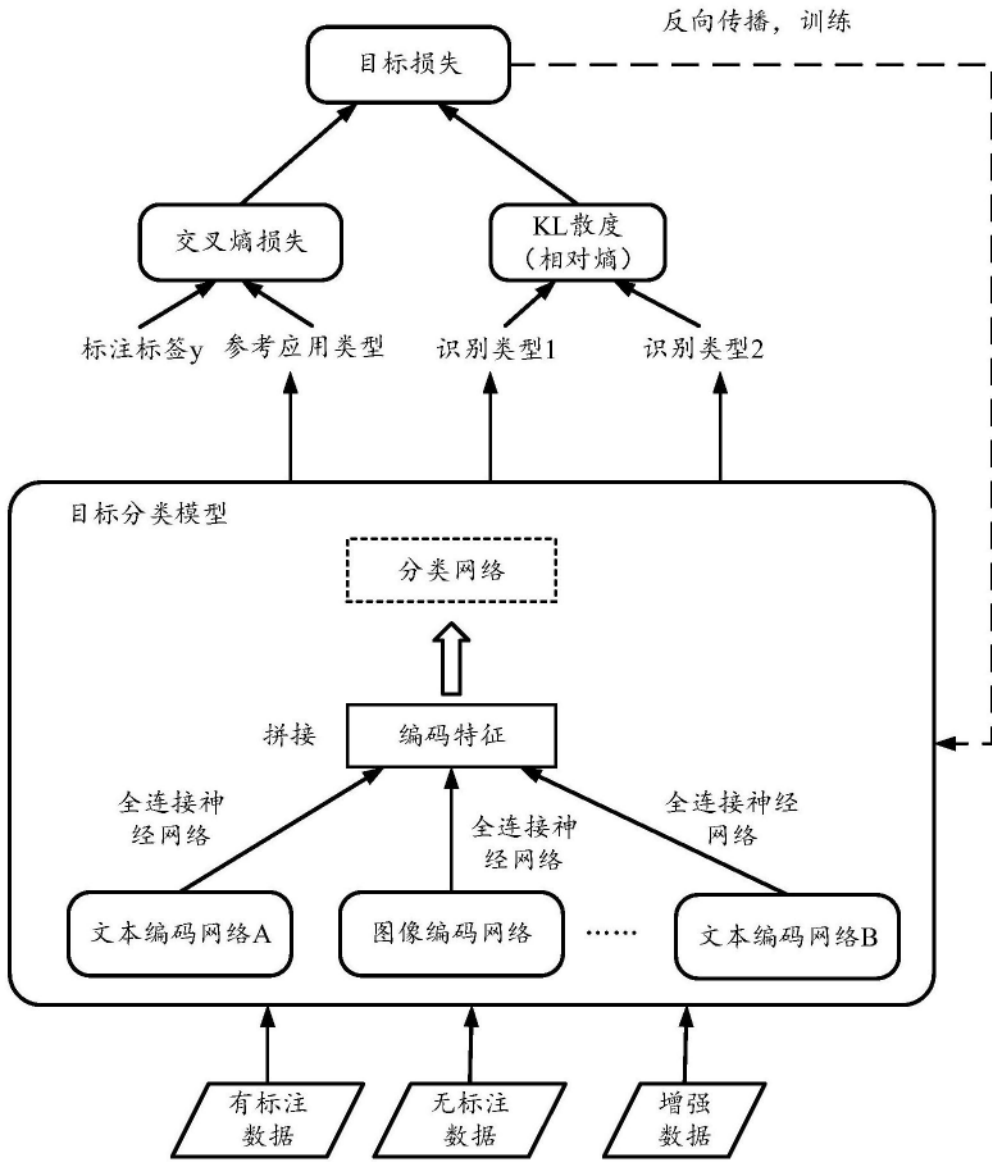 反向传播，训练
目标损失
交叉熵损失
KL散度
（相对熵）
标注标签y
参考应用类型
识别类型1
识别类型2
目标分类模型
分类网络
拼接
编码特征
全连接神
经网络
全连接神
经网络
全连接神经
网络
文本编码网络A
图像编码网络
……
文本编码网络B
有标注
数据
无标注
数据
增强
数据